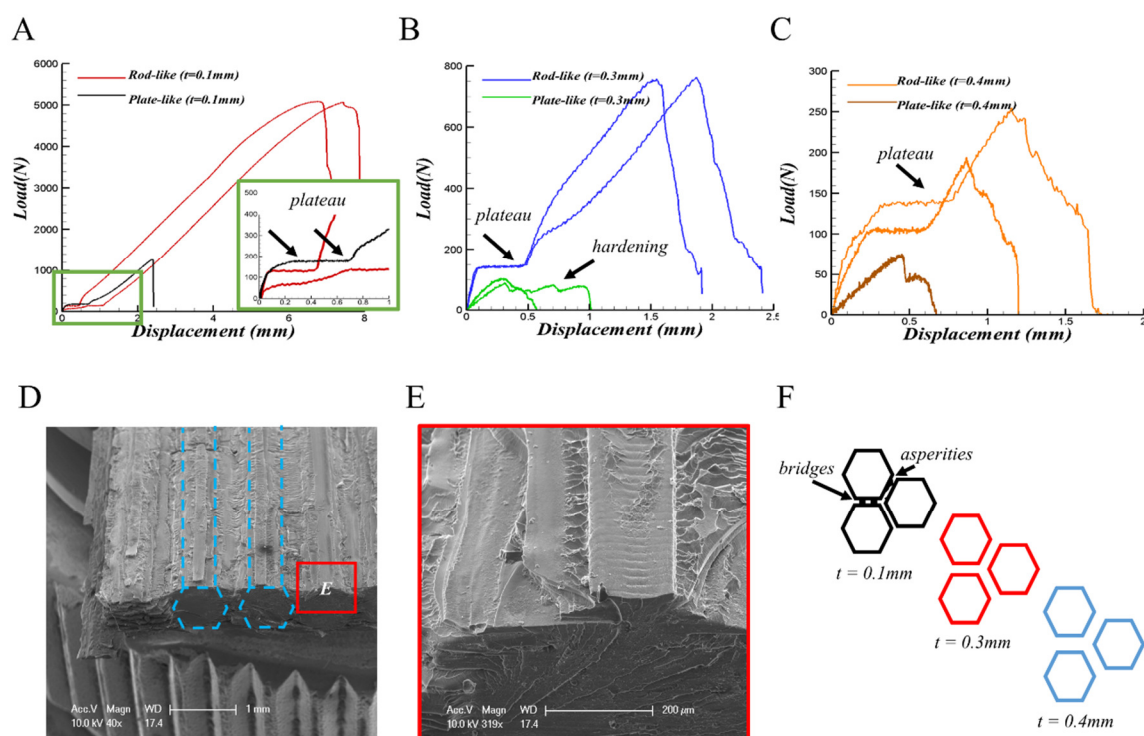 A
6000
Rod-like (t=0.1mm)
Plate-like (t=0.1mm)
5000
4000
3000
2000
1000
0
Load(N)
500
400
300
200
100
0
plateau
0 0.2 0.4 0.6 0.8 1
0 2 4 6 8
Displacement (mm)
B
800
Rod-like (t=0.3mm)
Plate-like (t=0.3mm)
600
400
200
0
Load(N)
plateau
hardening
0 0.5 1 1.5 2 2.5
Displacement (mm)
C
300
Rod-like (t=0.4mm)
Plate-like (t=0.4mm)
250
200
150
100
50
0
Load(N)
plateau
0 0.5 1 1.5 2
Displacement (mm)
D
E
Acc.V Magn WD
10.0 kV 40x 17.4
1 mm
E
Acc.V Magn WD
10.0 kV 319x 17.4
200 µm
F
bridges
asperities
t = 0.1mm
t = 0.3mm
t = 0.4mm